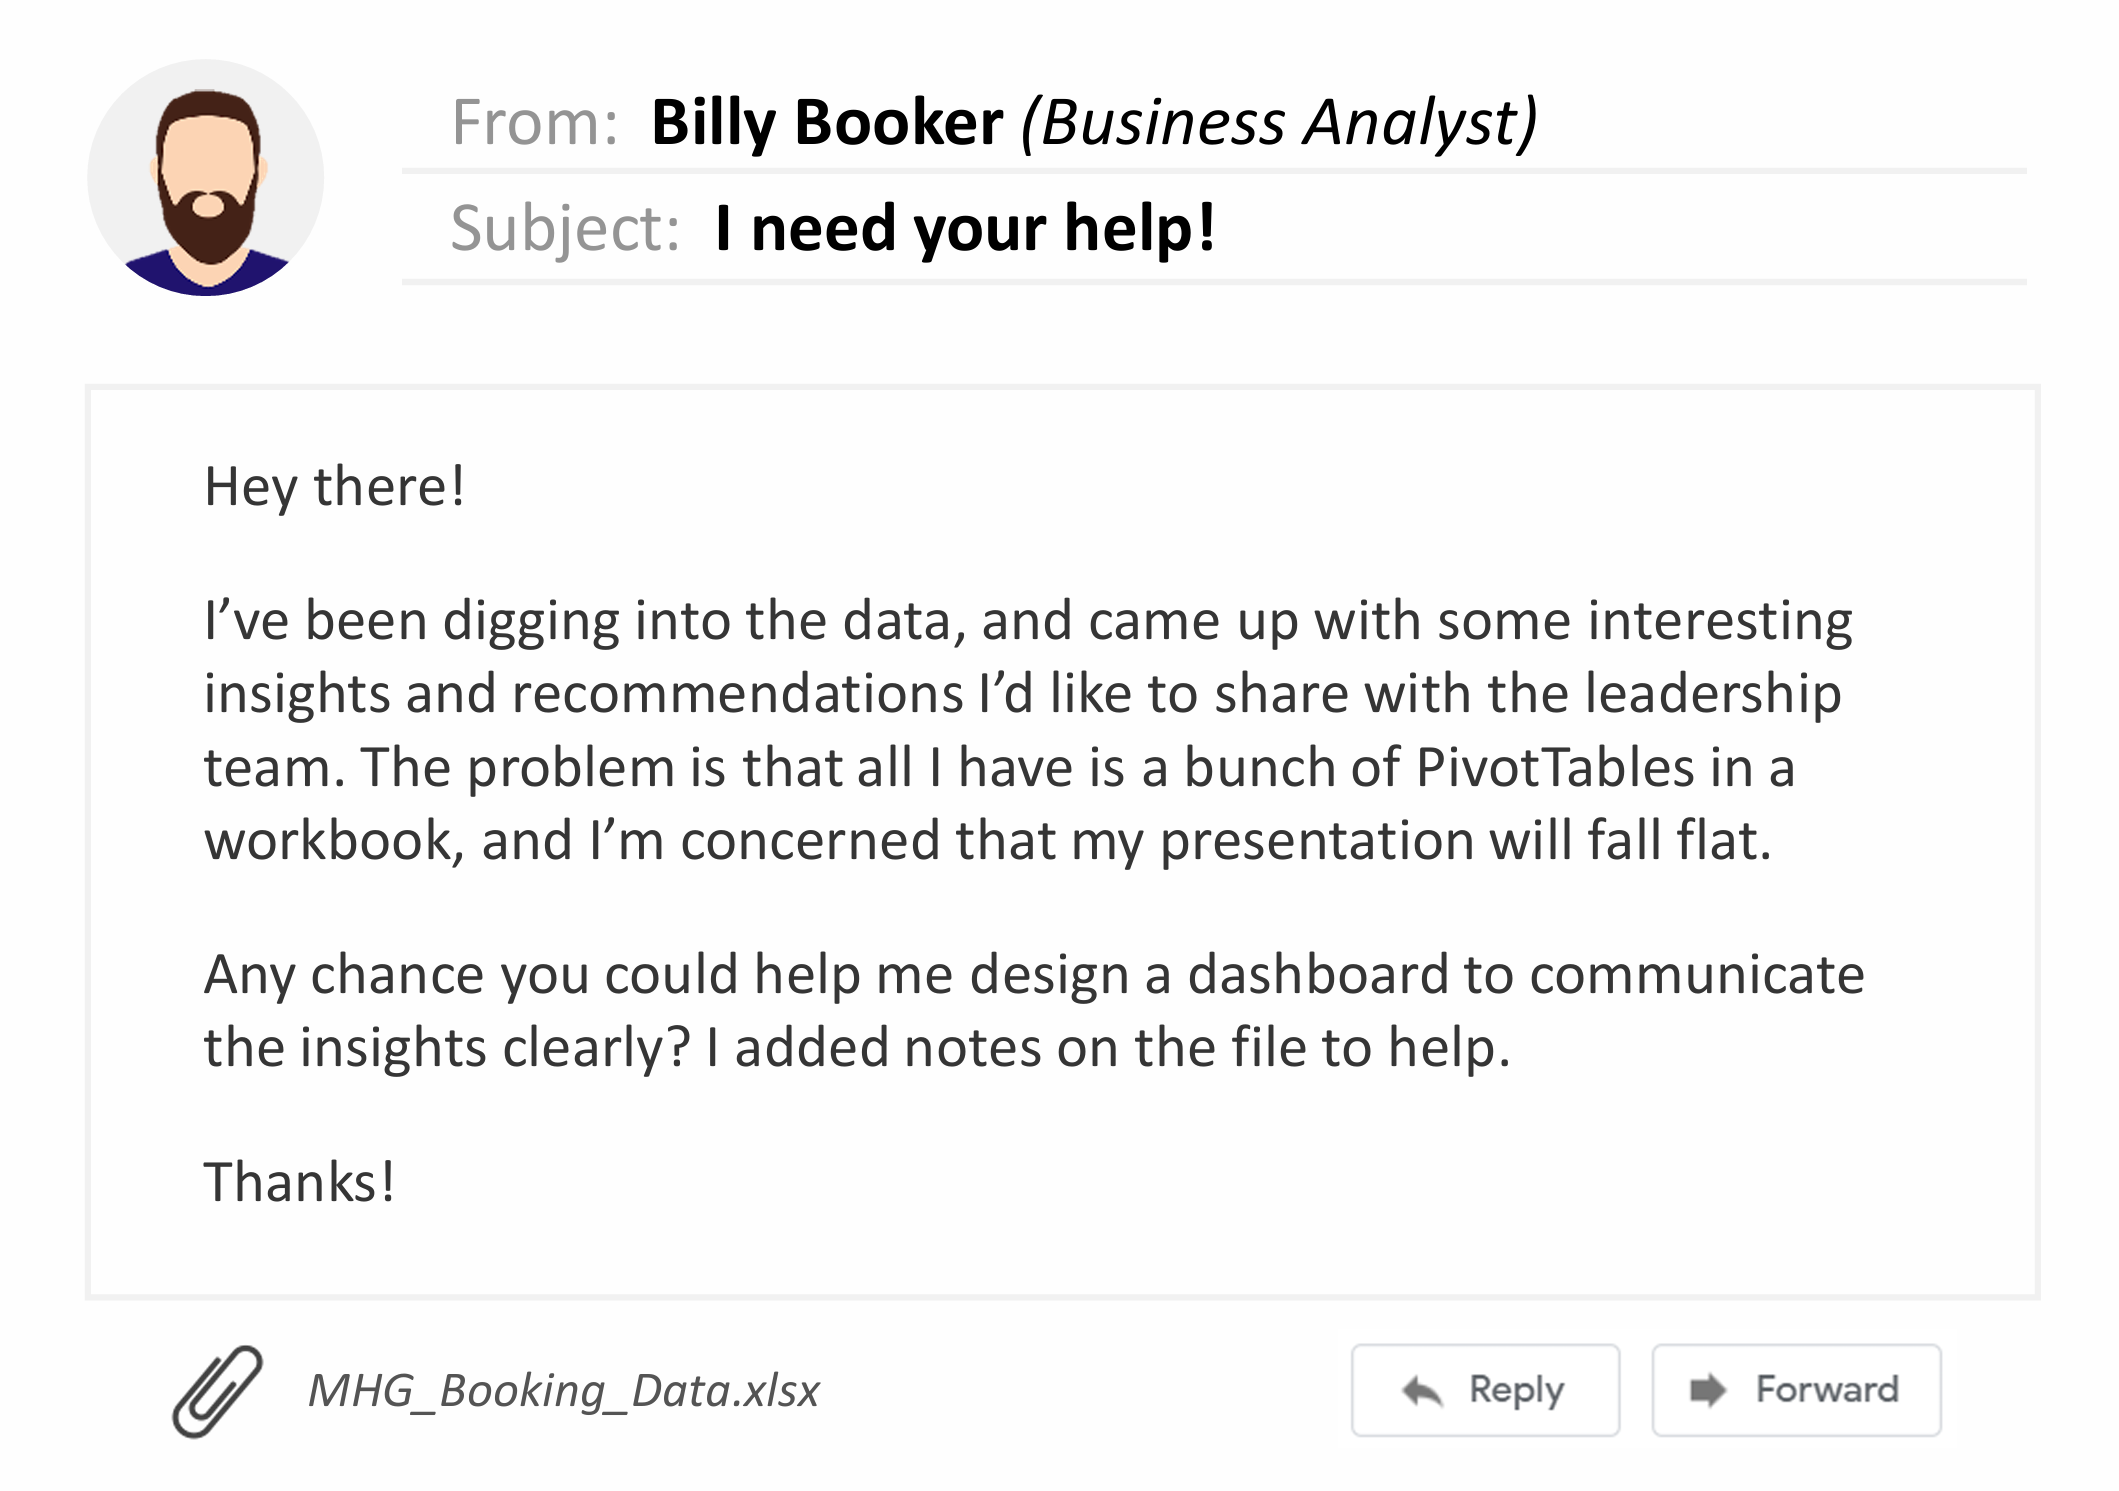 From: Billy Booker (Business Analyst)
Subject: I need your help!
Hey there!
I’ve been digging into the data, and came up with some interesting
insights and recommendations I’d like to share with the leadership
team. The problem is that all I have is a bunch of PivotTables in a
workbook, and I’m concerned that my presentation will fall flat.
Any chance you could help me design a dashboard to communicate
the insights clearly? I added notes on the file to help.
Thanks!
MHG_Booking_Data.xlsx
Reply
Forward